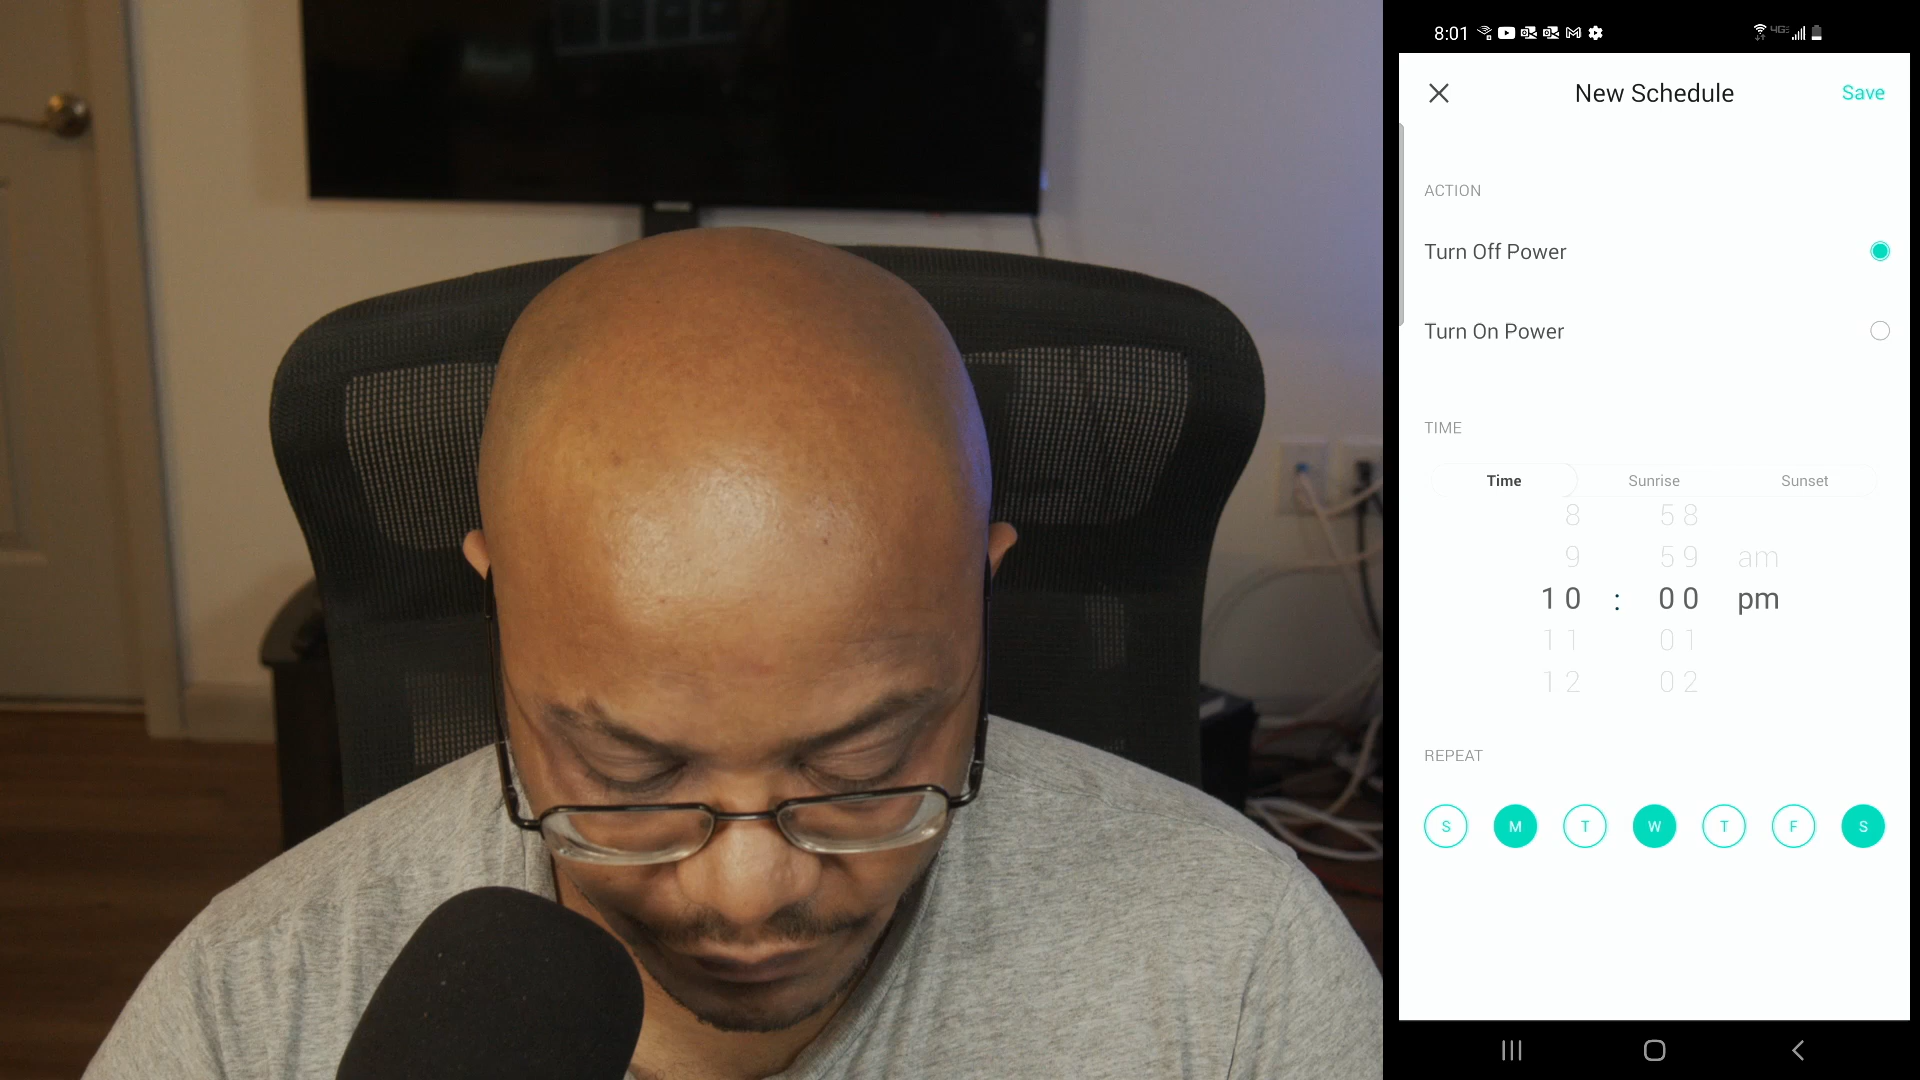 8:01 4GE
New Schedule Save
ACTION
Turn Off Power
Turn On Power
TIME
Time Sunrise Sunset
8 58
9 59 am
10 : 00 pm
11 01
12 02
REPEAT
S M T W T F S